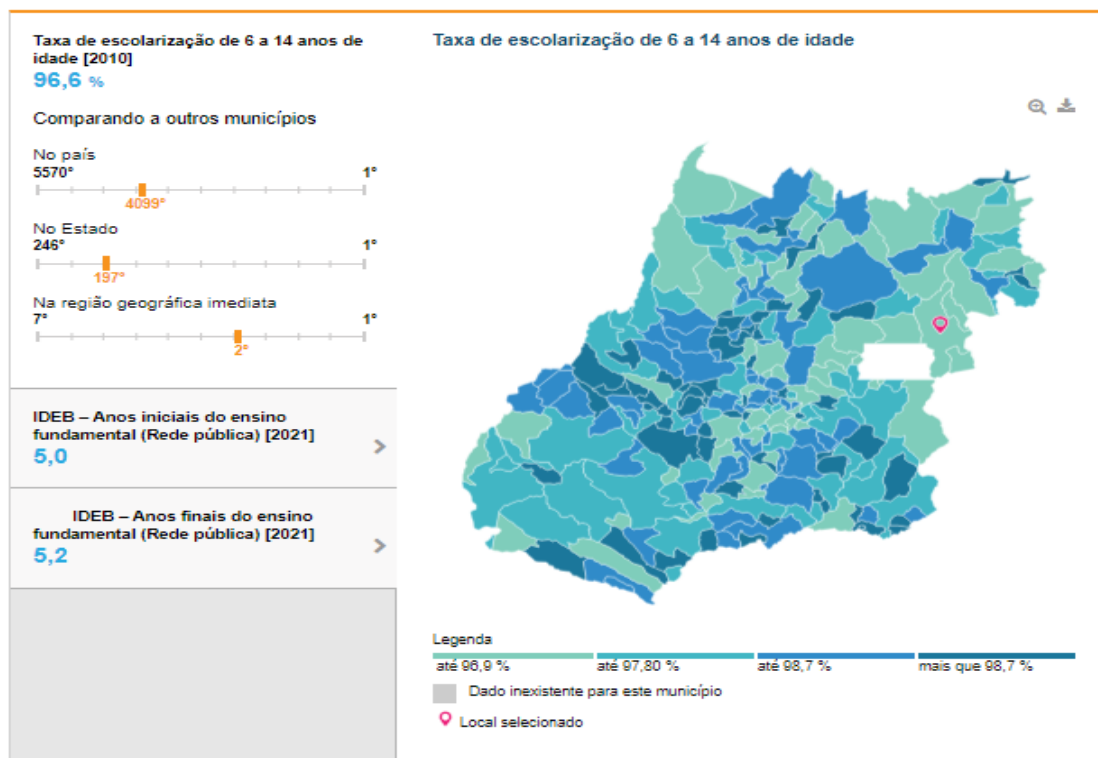 Taxa de escolarização de 6 a 14 anos de
idade [2010]
96,6 %
Comparando a outros municípios
No país
5570° 1°
4099°
No Estado
246° 1°
197°
Na região geográfica imediata
7° 1°
2°
IDEB – Anos iniciais do ensino
fundamental (Rede pública) [2021]
5,0
IDEB – Anos finais do ensino
fundamental (Rede pública) [2021]
5,2
Taxa de escolarização de 6 a 14 anos de idade
Legenda
até 96,9 % até 97,80 % até 98,7 % mais que 98,7 %
Dado inexistente para este município
Local selecionado